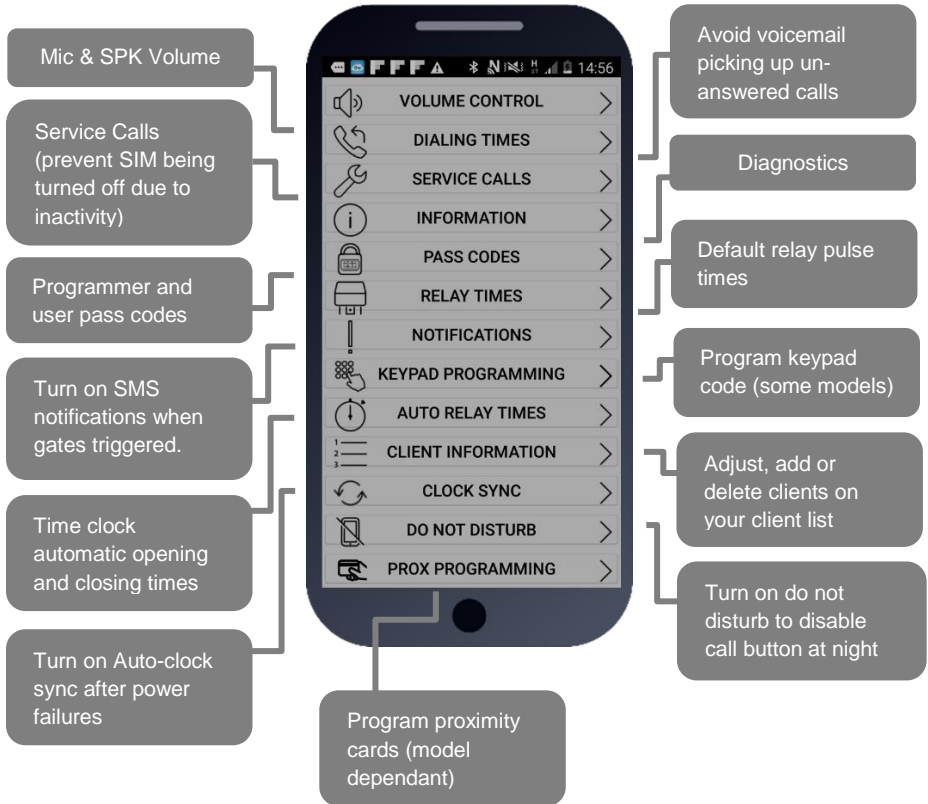 Mic & SPK Volume
Service Calls
(prevent SIM being
turned off due to
inactivity)
Programmer and
user pass codes
Turn on SMS
notifications when
gates triggered.
Time clock
automatic opening
and closing times
Turn on Auto-clock
sync after power
failures
14:56
VOLUME CONTROL
DIALING TIMES
SERVICE CALLS
INFORMATION
PASS CODES
RELAY TIMES
NOTIFICATIONS
KEYPAD PROGRAMMING
AUTO RELAY TIMES
CLIENT INFORMATION
CLOCK SYNC
DO NOT DISTURB
PROX PROGRAMMING
Program proximity
cards (model
dependant)
Avoid voicemail
picking up un-
answered calls
Diagnostics
Default relay pulse
times
Program keypad
code (some models)
Adjust, add or
delete clients on
your client list
Turn on do not
disturb to disable
call button at night